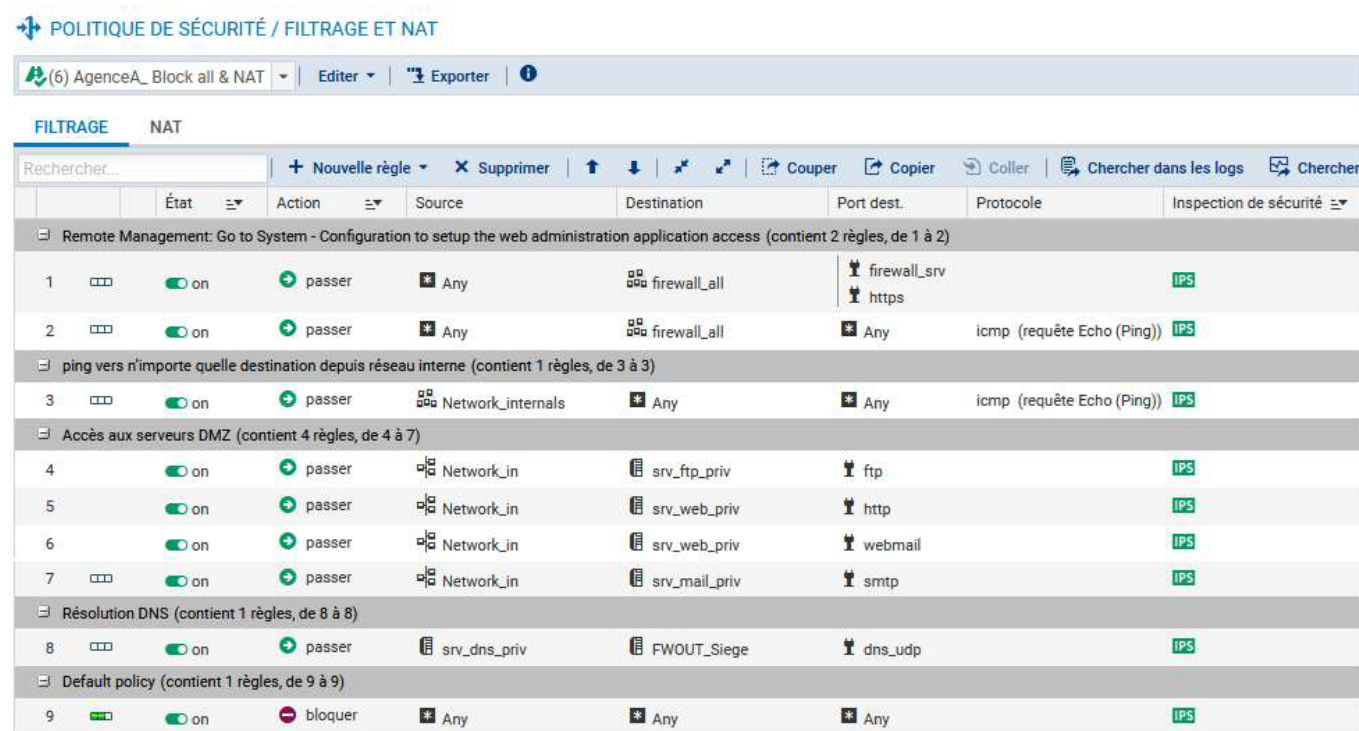 POLITIQUE DE SÉCURITÉ / FILTRAGE ET NAT
(6) AgenceA_ Block all & NAT Editer Exporter
FILTRAGE NAT
Rechercher... Nouvelle règle Supprimer Couper Copier Coller Chercher dans les logs Chercher
État Action Source Destination Port dest. Protocole Inspection de sécurité
Remote Management: Go to System - Configuration to setup the web administration application access (contient 2 règles, de 1 à 2)
1 on passer Any firewall_all firewall_srv https IPS
2 on passer Any firewall_all Any icmp (requête Echo (Ping)) IPS
ping vers n'importe quelle destination depuis réseau interne (contient 1 règles, de 3 à 3)
3 on passer Network_internals Any Any icmp (requête Echo (Ping)) IPS
Accès aux serveurs DMZ (contient 4 règles, de 4 à 7)
4 on passer Network_in srv_ftp_priv ftp IPS
5 on passer Network_in srv_web_priv http IPS
6 on passer Network_in srv_web_priv webmail IPS
7 on passer Network_in srv_mail_priv smtp IPS
Résolution DNS (contient 1 règles, de 8 à 8)
8 on passer srv_dns_priv FWOUT_Siege dns_udp IPS
Default policy (contient 1 règles, de 9 à 9)
9 on bloquer Any Any Any IPS